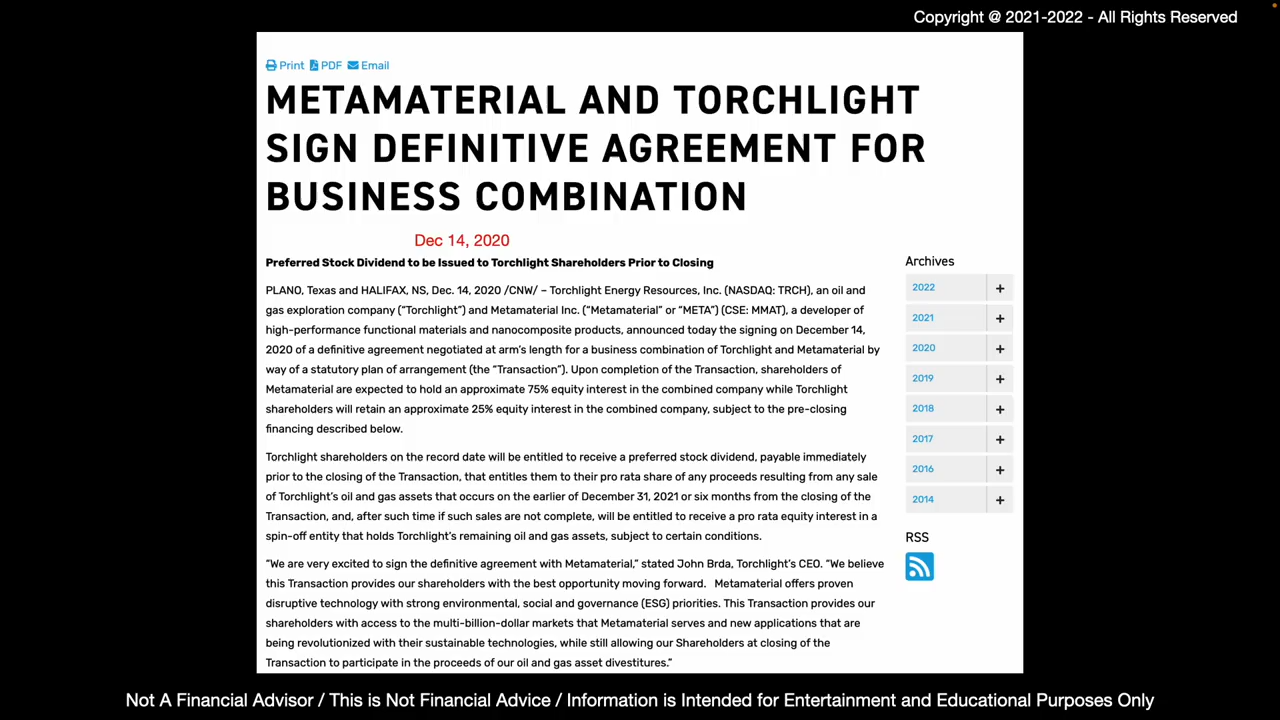 Copyright @ 2021-2022 - All Rights Reserved
Print PDF Email
METAMATERIAL AND TORCHLIGHT
SIGN DEFINITIVE AGREEMENT FOR
BUSINESS COMBINATION
Dec 14, 2020
Preferred Stock Dividend to be Issued to Torchlight Shareholders Prior to Closing
PLANO, Texas and HALIFAX, NS, Dec. 14, 2020 /CNW/ – Torchlight Energy Resources, Inc. (NASDAQ: TRCH), an oil and
gas exploration company (“Torchlight”) and Metamaterial Inc. (“Metamaterial” or “META”) (CSE: MMAT), a developer of
high-performance functional materials and nanocomposite products, announced today the signing on December 14,
2020 of a definitive agreement negotiated at arm’s length for a business combination of Torchlight and Metamaterial by
way of a statutory plan of arrangement (the “Transaction”). Upon completion of the Transaction, shareholders of
Metamaterial are expected to hold an approximate 75% equity interest in the combined company while Torchlight
shareholders will retain an approximate 25% equity interest in the combined company, subject to the pre-closing
financing described below.
Torchlight shareholders on the record date will be entitled to receive a preferred stock dividend, payable immediately
prior to the closing of the Transaction, that entitles them to their pro rata share of any proceeds resulting from any sale
of Torchlight’s oil and gas assets that occurs on the earlier of December 31, 2021 or six months from the closing of the
Transaction, and, after such time if such sales are not complete, will be entitled to receive a pro rata equity interest in a
spin-off entity that holds Torchlight’s remaining oil and gas assets, subject to certain conditions.
“We are very excited to sign the definitive agreement with Metamaterial,” stated John Brda, Torchlight’s CEO. “We believe
this Transaction provides our shareholders with the best opportunity moving forward. Metamaterial offers proven
disruptive technology with strong environmental, social and governance (ESG) priorities. This Transaction provides our
shareholders with access to the multi-billion-dollar markets that Metamaterial serves and new applications that are
being revolutionized with their sustainable technologies, while still allowing our Shareholders at closing of the
Transaction to participate in the proceeds of our oil and gas asset divestitures.”
Archives
2022 +
2021 +
2020 +
2019 +
2018 +
2017 +
2016 +
2014 +
RSS
Not A Financial Advisor / This is Not Financial Advice / Information is Intended for Entertainment and Educational Purposes Only